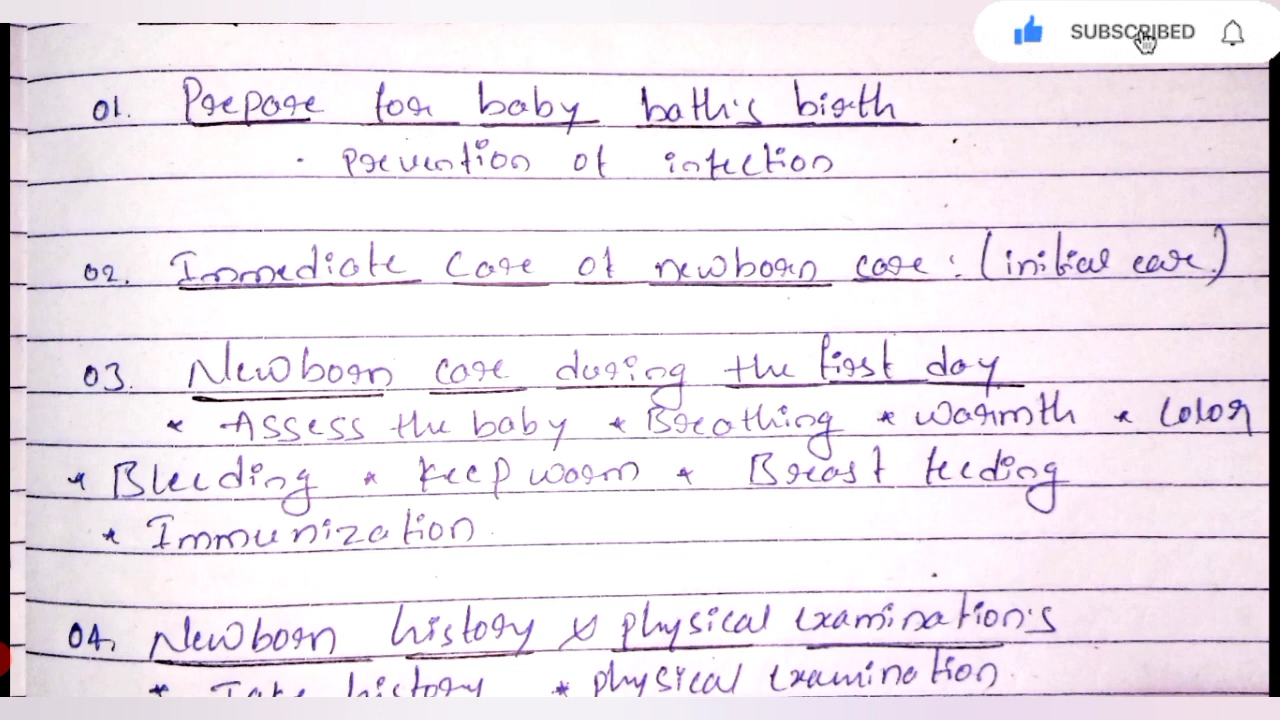 SUBSCRIBED
01. Prepare for baby bath's birth
· Prevention of infection
02. Immediate Care of newborn care : (initial care.)
03. Newborn care during the first day
* Assess the baby * Breathing * warmth * Color
* Bleeding * Keep warm * Breast feeding
* Immunization.
04. Newborn history & physical examination's
* Take history * physical examination.